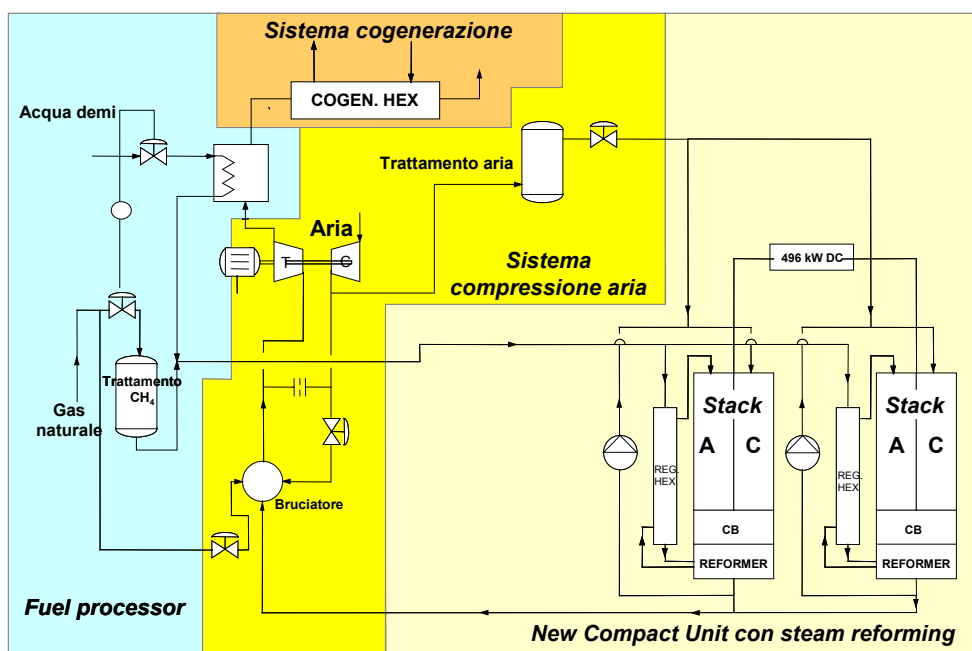 Sistema cogenerazione
COGEN. HEX
Acqua demi
Trattamento aria
Aria
T
C
496 kW DC
Sistema
compressione aria
Trattamento
CH4
Gas
naturale
Stack
Stack
A
C
A
C
REG.
HEX
REG.
HEX
Bruciatore
CB
CB
REFORMER
REFORMER
Fuel processor
New Compact Unit con steam reforming